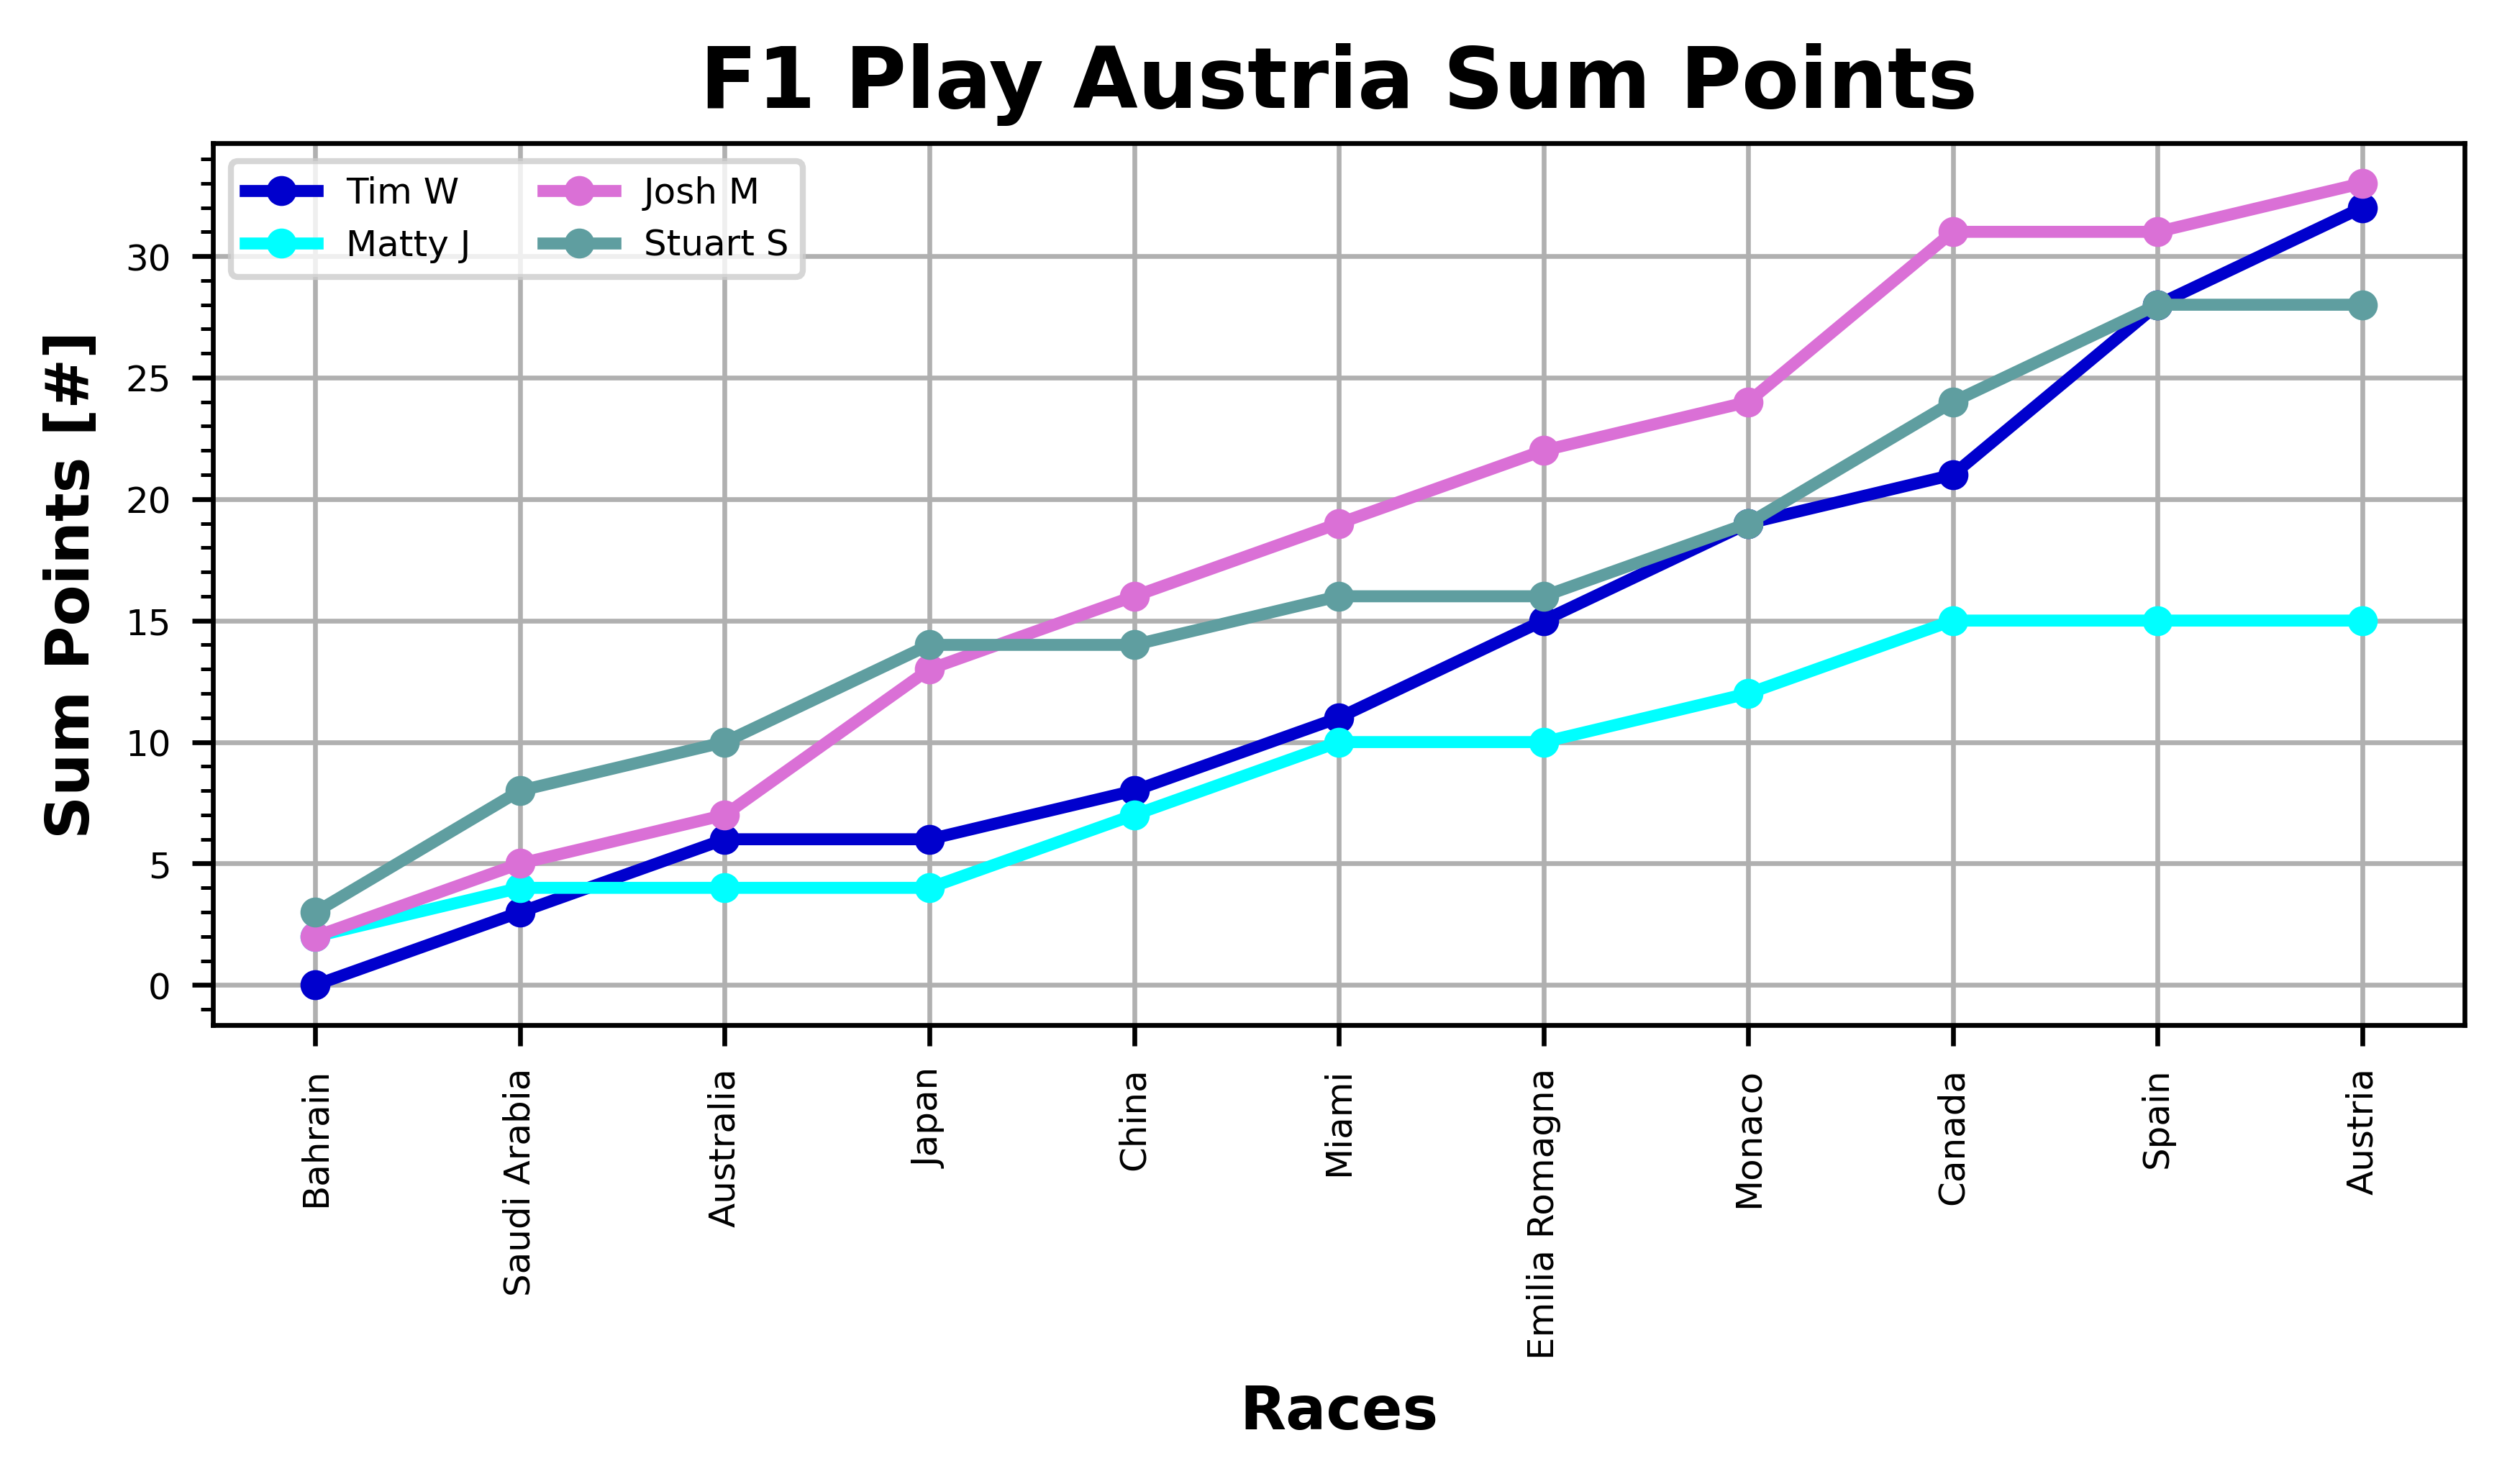 F1 Play Austria Sum Points
Tim W
Matty J
Josh M
Stuart S
Sum Points [#]
30
25
20
15
10
5
0
Bahrain
Saudi Arabia
Australia
Japan
China
Miami
Emilia Romagna
Monaco
Canada
Spain
Austria
Races